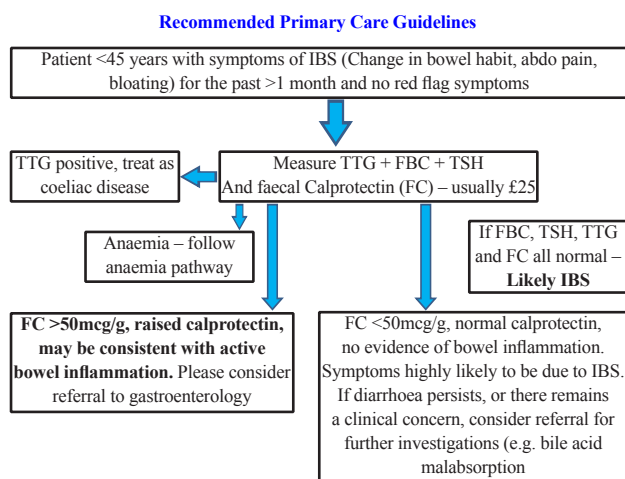 Recommended Primary Care Guidelines
Patient <45 years with symptoms of IBS (Change in bowel habit, abdo pain,
bloating) for the past >1 month and no red flag symptoms
TTG positive, treat as
coeliac disease
Measure TTG + FBC + TSH
And faecal Calprotectin (FC) – usually £25
Anaemia – follow
anaemia pathway
If FBC, TSH, TTG
and FC all normal –
Likely IBS
FC >50mcg/g, raised calprotectin,
may be consistent with active
bowel inflammation. Please consider
referral to gastroenterology
FC <50mcg/g, normal calprotectin,
no evidence of bowel inflammation.
Symptoms highly likely to be due to IBS.
If diarrhoea persists, or there remains
a clinical concern, consider referral for
further investigations (e.g. bile acid
malabsorption